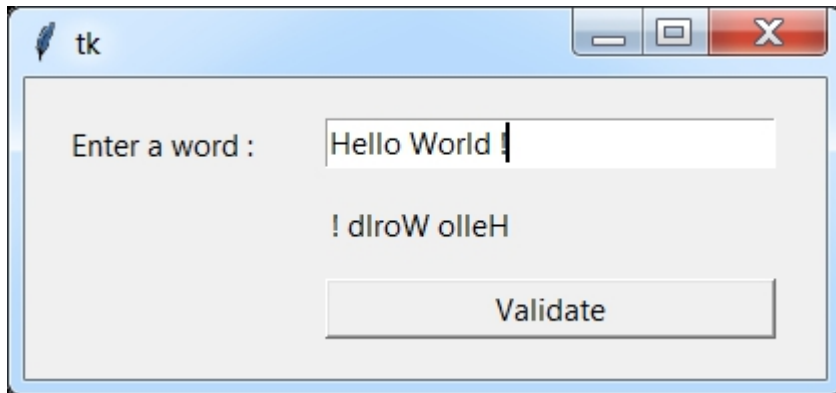 tk
Enter a word : Hello World !
! dlroW olleH
Validate